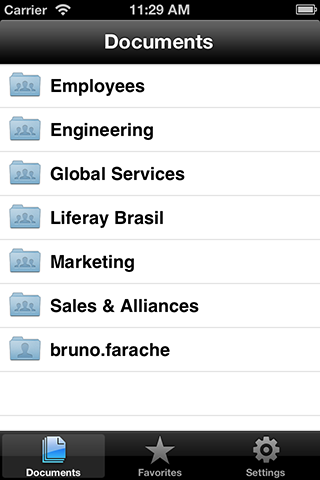 Carrier 11:29 AM
Documents
Employees
Engineering
Global Services
Liferay Brasil
Marketing
Sales & Alliances
bruno.farache
Documents Favorites Settings